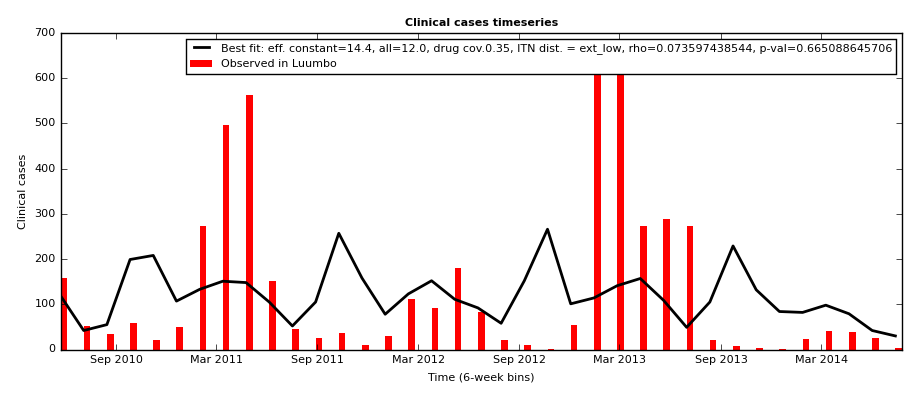 Clinical cases timeseries
Best fit: eff. constant=14.4, all=12.0, drug cov.0.35, ITN dist. = ext_low, rho=0.073597438544, p-val=0.665088645706
Observed in Luumbo
700
600
500
400
300
200
100
0
Clinical cases
Sep 2010 Mar 2011 Sep 2011 Mar 2012 Sep 2012 Mar 2013 Sep 2013 Mar 2014
Time (6-week bins)